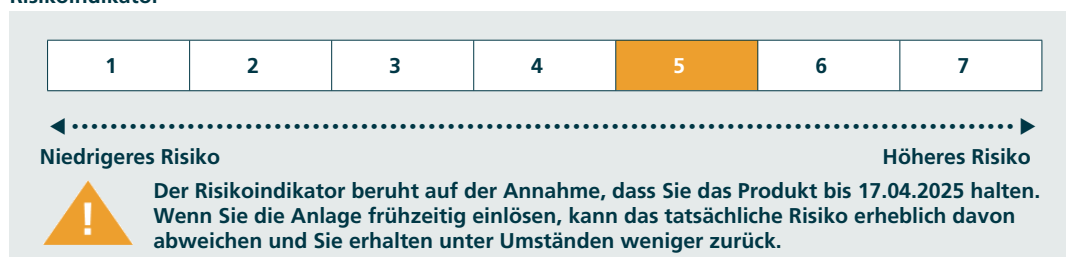 Risikoindikator
1 2 3 4 5 6 7
Niedrigeres Risiko Höheres Risiko
! Der Risikoindikator beruht auf der Annahme, dass Sie das Produkt bis 17.04.2025 halten.
Wenn Sie die Anlage frühzeitig einlösen, kann das tatsächliche Risiko erheblich davon
abweichen und Sie erhalten unter Umständen weniger zurück.